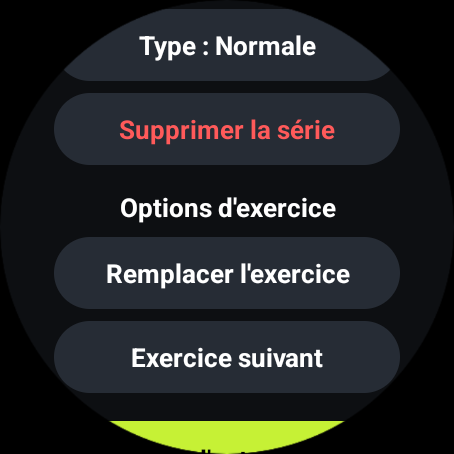 Type : Normale
Supprimer la série
Options d'exercice
Remplacer l'exercice
Exercice suivant